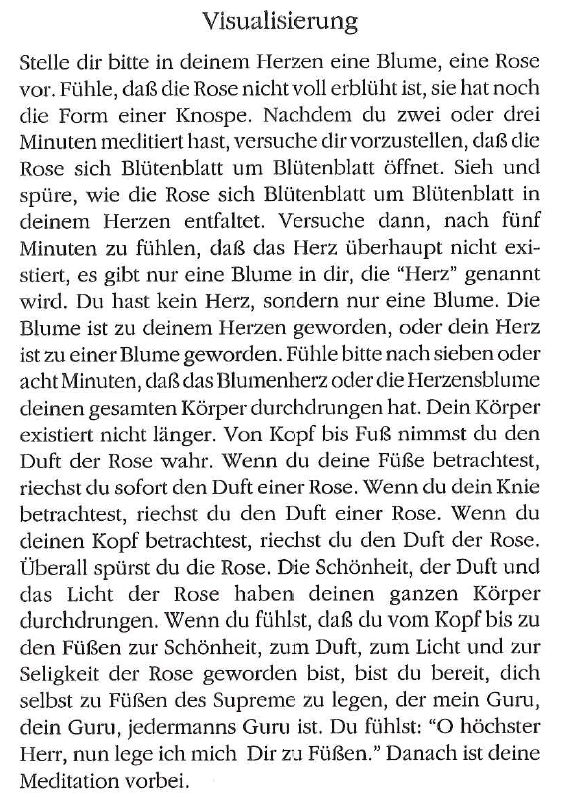 Visualisierung
Stelle dir bitte in deinem Herzen eine Blume, eine Rose
vor. Fühle, daß die Rose nicht voll erblüht ist, sie hat noch
die Form einer Knospe. Nachdem du zwei oder drei
Minuten meditiert hast, versuche dir vorzustellen, daß die
Rose sich Blütenblatt um Blütenblatt öffnet. Sieh und
spüre, wie die Rose sich Blütenblatt um Blütenblatt in
deinem Herzen entfaltet. Versuche dann, nach fünf
Minuten zu fühlen, daß das Herz überhaupt nicht exi-
stiert, es gibt nur eine Blume in dir, die “Herz” genannt
wird. Du hast kein Herz, sondern nur eine Blume. Die
Blume ist zu deinem Herzen geworden, oder dein Herz
ist zu einer Blume geworden. Fühle bitte nach sieben oder
acht Minuten, daß das Blumenherz oder die Herzensblume
deinen gesamten Körper durchdrungen hat. Dein Körper
existiert nicht länger. Von Kopf bis Fuß nimmst du den
Duft der Rose wahr. Wenn du deine Füße betrachtest,
riechst du sofort den Duft einer Rose. Wenn du dein Knie
betrachtest, riechst du den Duft einer Rose. Wenn du
deinen Kopf betrachtest, riechst du den Duft der Rose.
Überall spürst du die Rose. Die Schönheit, der Duft und
das Licht der Rose haben deinen ganzen Körper
durchdrungen. Wenn du fühlst, daß du vom Kopf bis zu
den Füßen zur Schönheit, zum Duft, zum Licht und zur
Seligkeit der Rose geworden bist, bist du bereit, dich
selbst zu Füßen des Supreme zu legen, der mein Guru,
dein Guru, jedermanns Guru ist. Du fühlst: “O höchster
Herr, nun lege ich mich Dir zu Füßen.” Danach ist deine
Meditation vorbei.